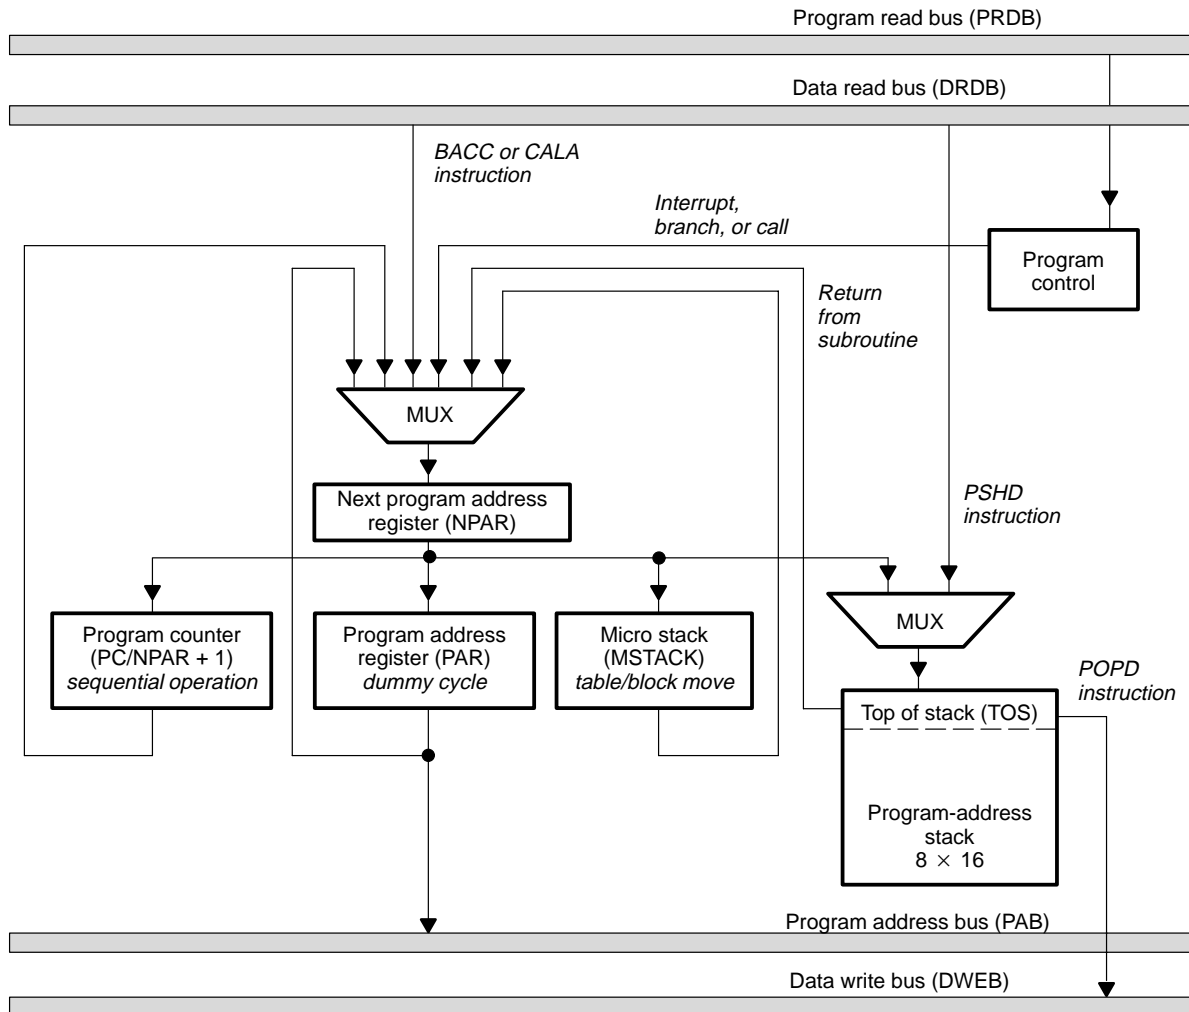 Program read bus (PRDB)
Data read bus (DRDB)
BACC or CALA
instruction
Interrupt,
branch, or call
Program
control
Return
from
subroutine
MUX
Next program address
register (NPAR)
PSHD
instruction
Program counter
(PC/NPAR + 1)
sequential operation
Program address
register (PAR)
dummy cycle
Micro stack
(MSTACK)
table/block move
MUX
POPD
instruction
Top of stack (TOS)
Program-address
stack
8 × 16
Program address bus (PAB)
Data write bus (DWEB)